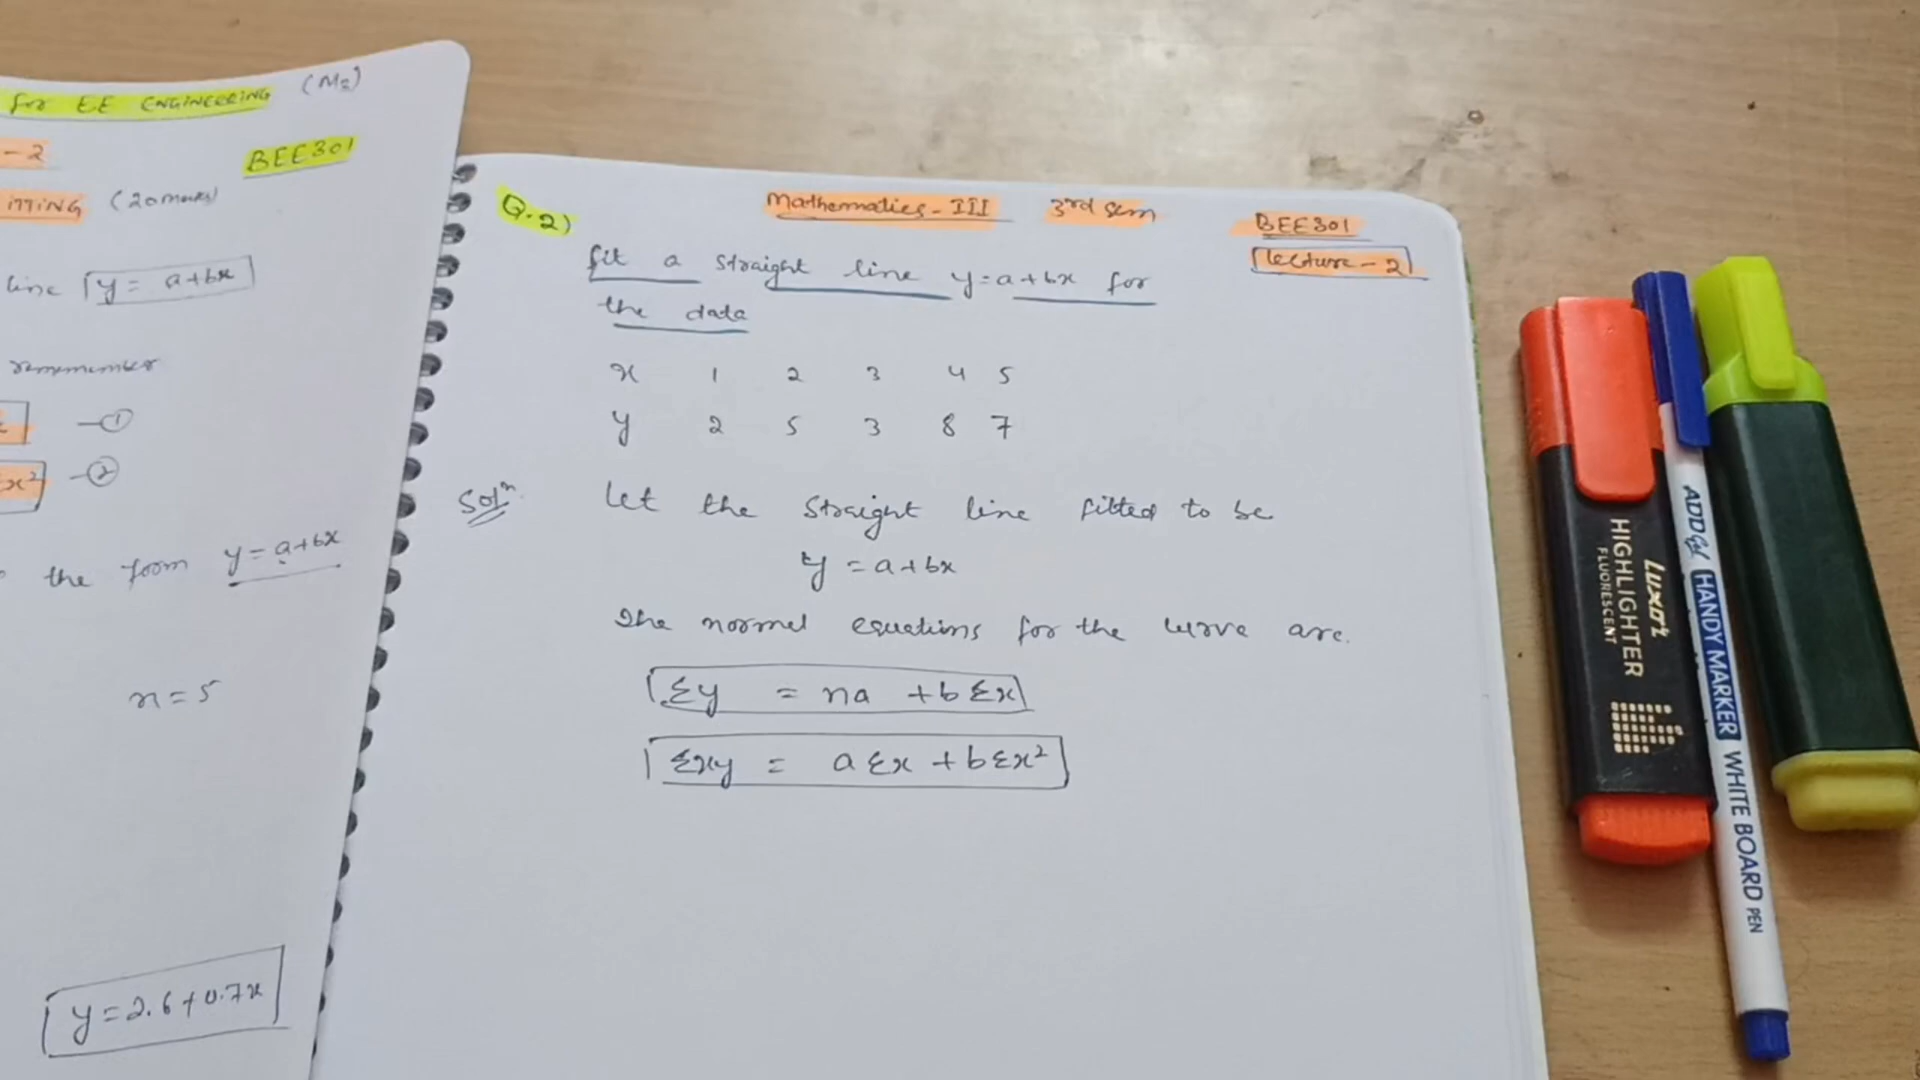 for EE ENGINEERING (M3)
-2
BEE301
ITTING (20 marks)
line y = a+bx
rememember
-①
x² -②
the form y = a+bx
n = 5
y = 2.6 + 0.7x
Q.2) Mathematics-III 3rd sem BEE301
lecture-2
fit a straight line y=a+bx for
the data
x 1 2 3 4 5
y 2 5 3 8 7
Solⁿ. Let the straight line fitted to be
y = a+bx
The normal equations for the curve are.
Σy = na + bΣx
Σxy = aΣx + bΣx²
Luxor
HIGHLIGHTER
FLUORESCENT
ADD Gel HANDY MARKER WHITE BOARD PEN